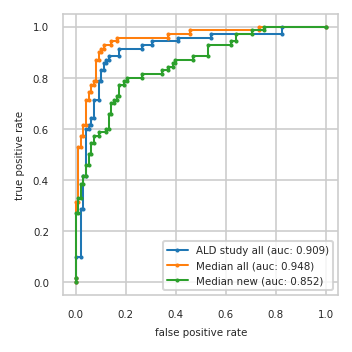 1.0
0.8
0.6
0.4
0.2
0.0
true positive rate
ALD study all (auc: 0.909)
Median all (auc: 0.948)
Median new (auc: 0.852)
0.0 0.2 0.4 0.6 0.8 1.0
false positive rate